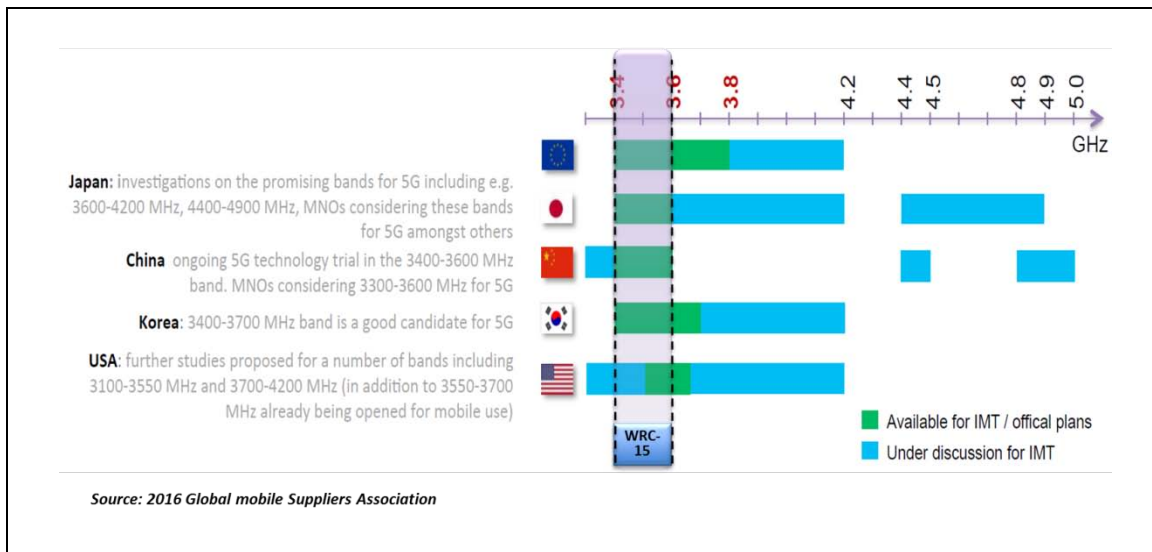 3.4 3.6 3.8 4.2 4.4 4.5 4.8 4.9 5.0
GHz
Japan: investigations on the promising bands for 5G including e.g.
3600-4200 MHz, 4400-4900 MHz, MNOs considering these bands
for 5G amongst others
China ongoing 5G technology trial in the 3400-3600 MHz
band. MNOs considering 3300-3600 MHz for 5G
Korea: 3400-3700 MHz band is a good candidate for 5G
USA: further studies proposed for a number of bands including
3100-3550 MHz and 3700-4200 MHz (in addition to 3550-3700
MHz already being opened for mobile use)
WRC-
15
Available for IMT / offical plans
Under discussion for IMT
Source: 2016 Global mobile Suppliers Association